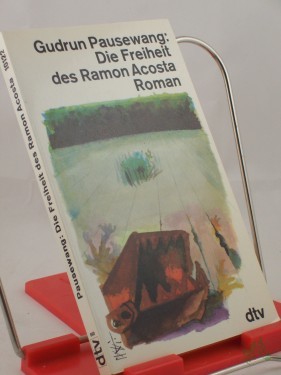 Gudrun Pausewang:
Die Freiheit
des Ramon Acosta
Roman
dtv
Pausewang: Die Freiheit des Ramon Acosta
dtv